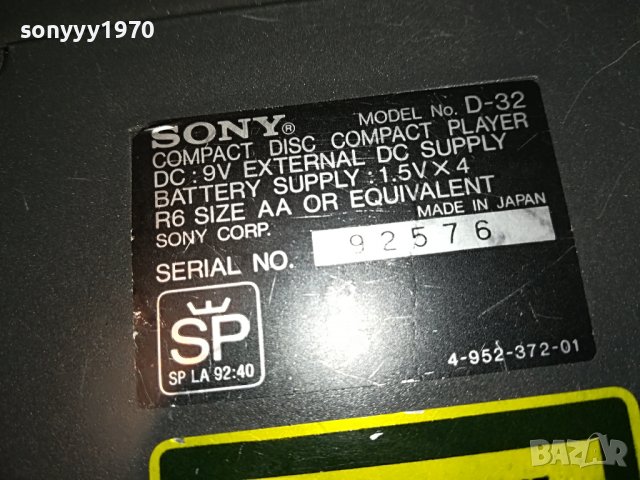 sonyyy1970
SONY® MODEL No. D-32
COMPACT DISC COMPACT PLAYER
DC: 9V EXTERNAL DC SUPPLY
BATTERY SUPPLY: 1.5V×4
R6 SIZE AA OR EQUIVALENT
SONY CORP. MADE IN JAPAN
SERIAL NO. 92576
SP
SP LA 92:40
4-952-372-01
BAZAR